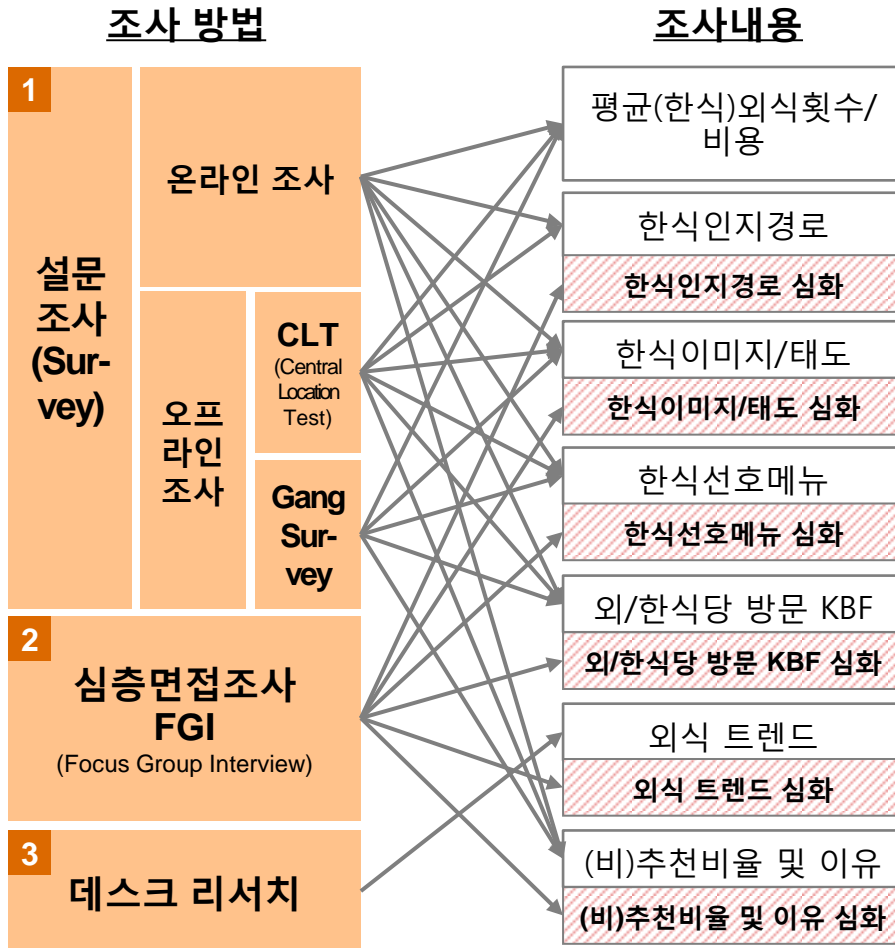 조사 방법
조사내용
1
설문
조사
(Sur-
vey)
온라인 조사
오프
라인
조사
CLT
(Central
Location
Test)
Gang
Sur-
vey
2
심층면접조사
FGI
(Focus Group Interview)
3
데스크 리서치
평균(한식)외식횟수/
비용
한식인지경로
한식인지경로 심화
한식이미지/태도
한식이미지/태도 심화
한식선호메뉴
한식선호메뉴 심화
외/한식당 방문 KBF
외/한식당 방문 KBF 심화
외식 트렌드
외식 트렌드 심화
(비)추천비율 및 이유
(비)추천비율 및 이유 심화